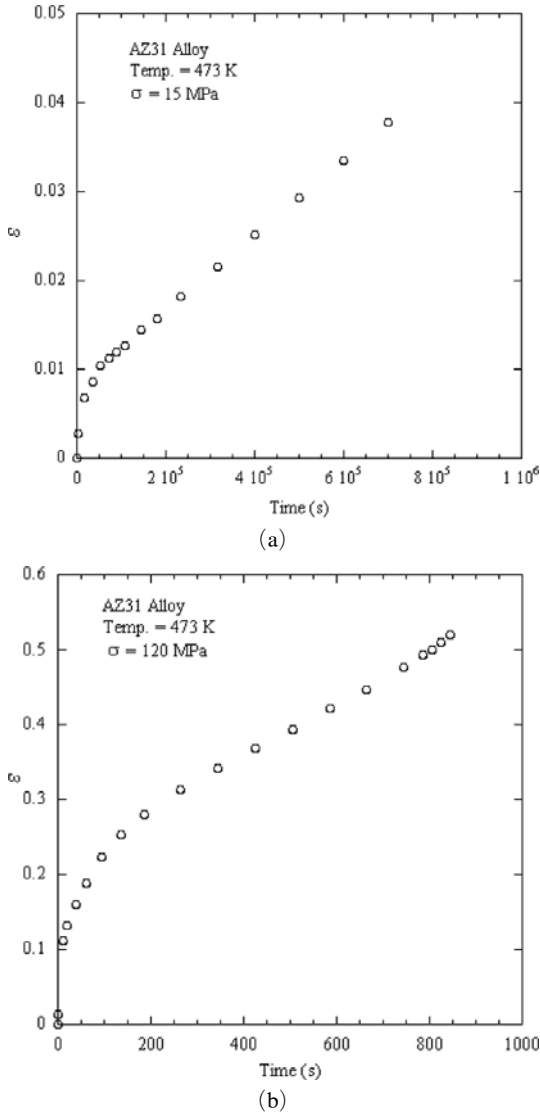 0.05
AZ31 Alloy
Temp. = 473 K
σ = 15 MPa
0.04
0.03
ε
0.02
0.01
0
0 2 10⁵ 4 10⁵ 6 10⁵ 8 10⁵ 1 10⁶
Time (s)
(a)
0.6
AZ31 Alloy
Temp. = 473 K
σ = 120 MPa
0.5
0.4
ε
0.3
0.2
0.1
0
0 200 400 600 800 1000
Time (s)
(b)